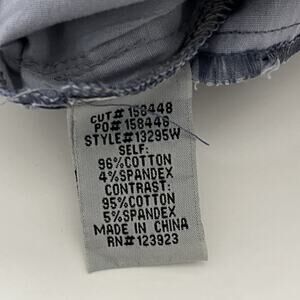 CUT# 158448
PO# 158448
STYLE# 13295W
SELF:
96%COTTON
4%SPANDEX
CONTRAST:
95%COTTON
5%SPANDEX
MADE IN CHINA
RN#123923